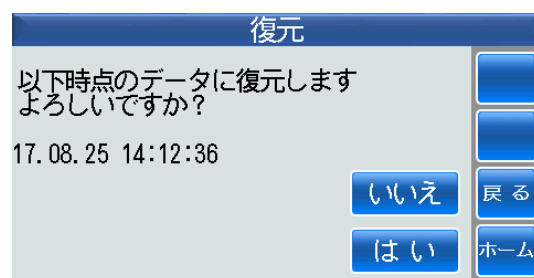 復元
以下時点のデータに復元します
よろしいですか？
17.08.25 14:12:36
いいえ
戻る
はい
ホーム